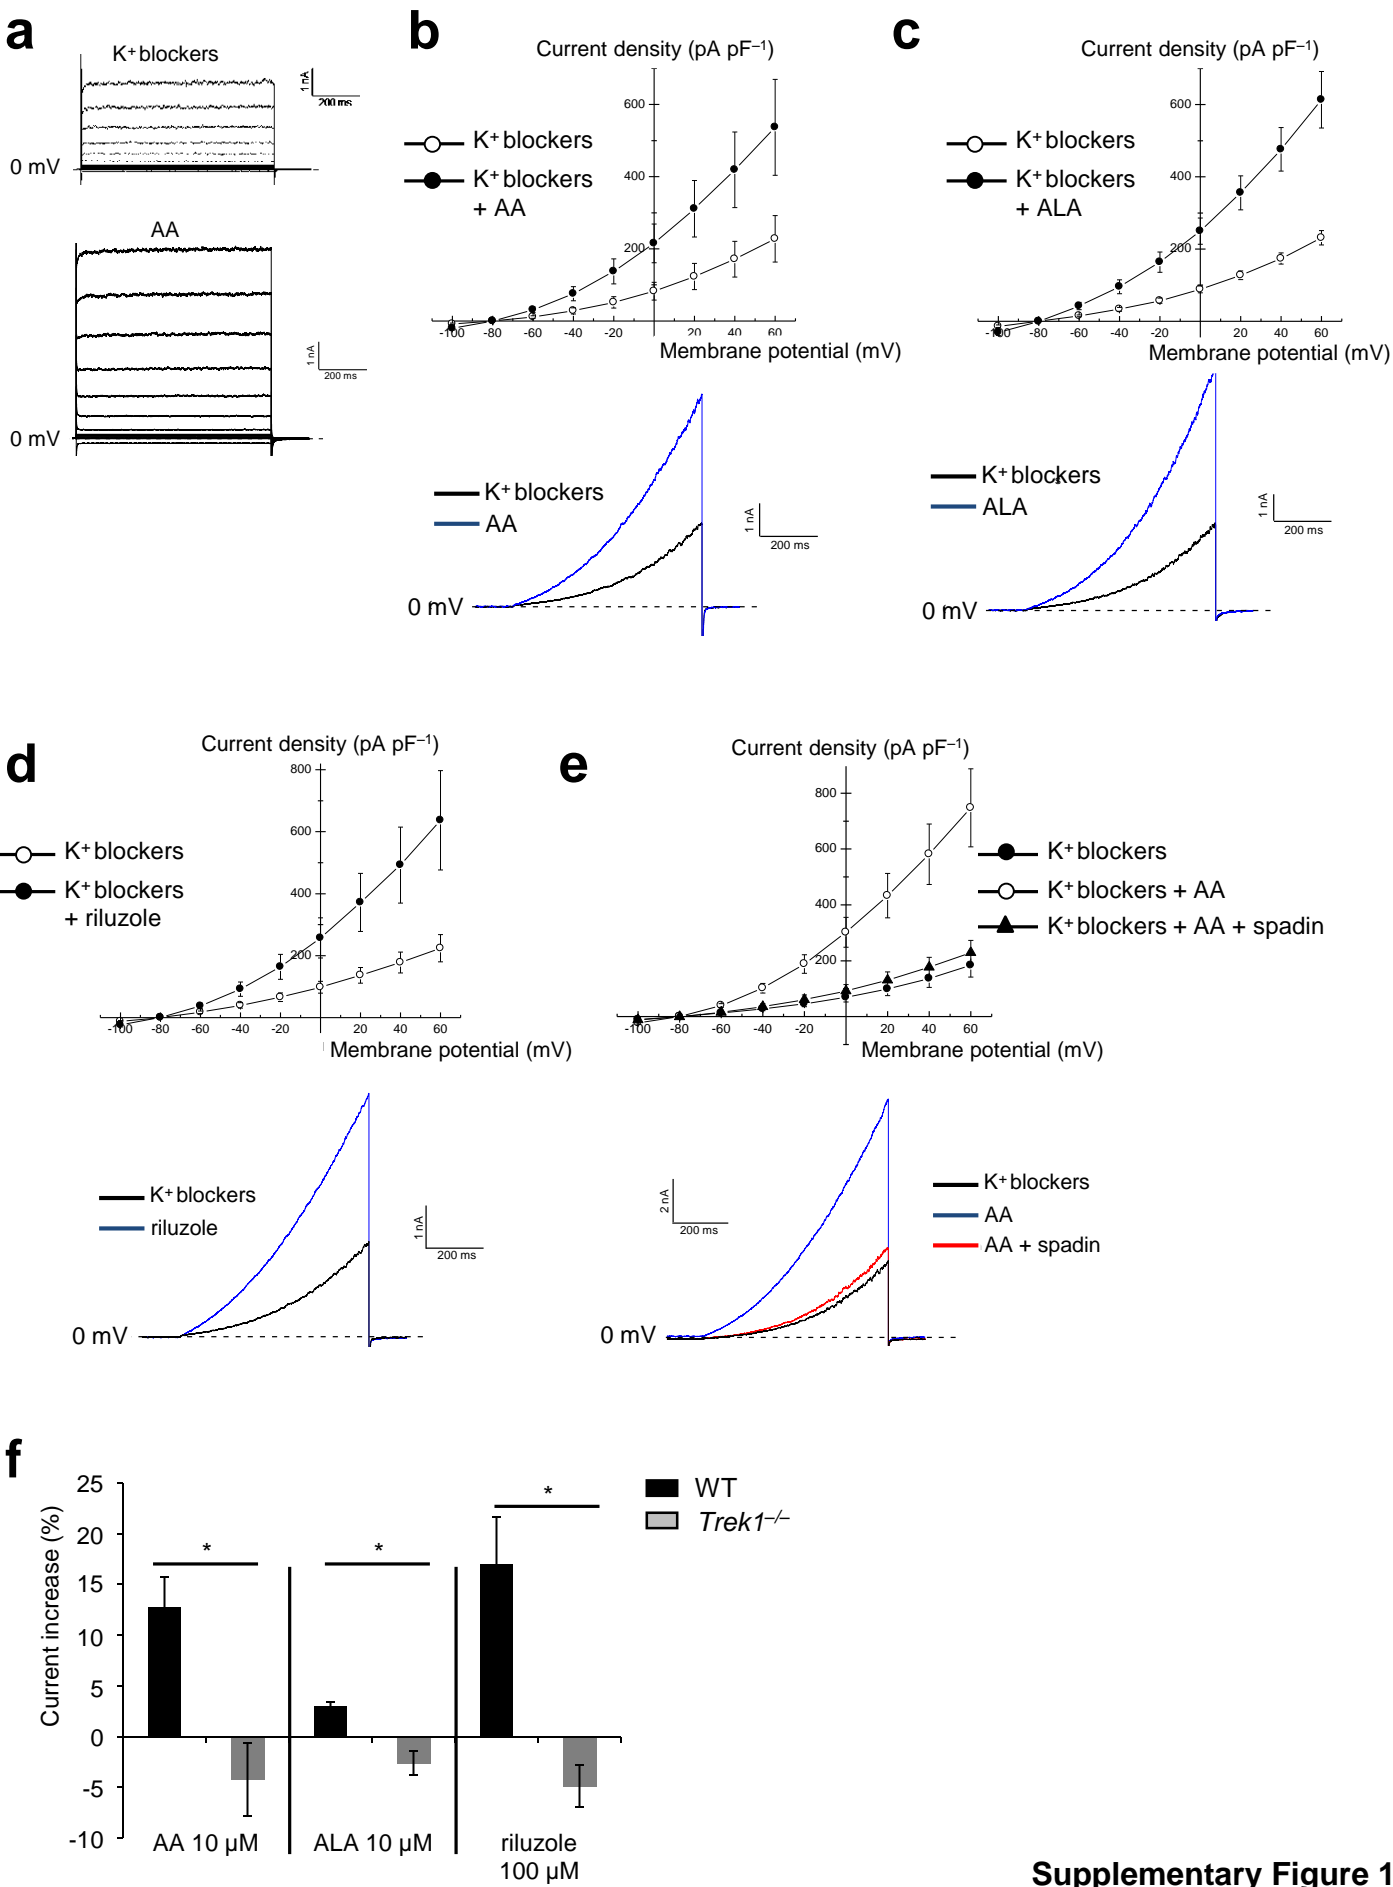 a
K+ blockers
1 nA
200 ms
0 mV
AA
1 nA
200 ms
0 mV
b
Current density (pA pF–1)
K+ blockers
K+ blockers
+ AA
600
400
200
-100 -80 -60 -40 -20 20 40 60
Membrane potential (mV)
K+ blockers
AA
1 nA
200 ms
0 mV
c
Current density (pA pF–1)
K+ blockers
K+ blockers
+ ALA
600
400
200
-100 -80 -60 -40 -20 20 40 60
Membrane potential (mV)
K+ blockers
ALA
1 nA
200 ms
0 mV
d
Current density (pA pF–1)
K+ blockers
K+ blockers
+ riluzole
800
600
400
200
-100 -80 -60 -40 -20 20 40 60
Membrane potential (mV)
K+ blockers
riluzole
1 nA
200 ms
0 mV
e
Current density (pA pF–1)
800
600
400
200
-100 -80 -60 -40 -20 20 40 60
Membrane potential (mV)
K+ blockers
K+ blockers + AA
K+ blockers + AA + spadin
2 nA
200 ms
K+ blockers
AA
AA + spadin
0 mV
f
Current increase (%)
25
20
15
10
5
0
-5
-10
* * *
WT
Trek1–/–
AA 10 µM
ALA 10 µM
riluzole
100 µM
Supplementary Figure 1